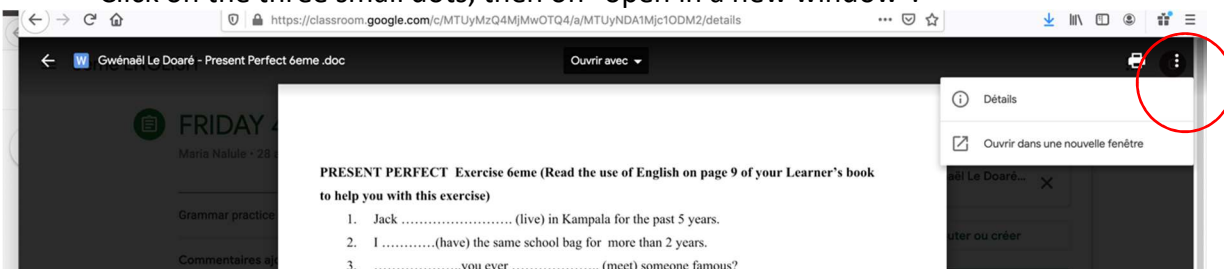 Click on the three small dots, then on "Open in a new window".
https://classroom.google.com/c/MTUyMzQ4MjMwOTQ4/a/MTUyNDA1Mjc1ODM2/details
W Gwénaël Le Doaré - Present Perfect 6eme .doc
Ouvrir avec
Détails
Ouvrir dans une nouvelle fenêtre
FRIDAY 4
Maria Nalule • 28 a
aël Le Doaré...
PRESENT PERFECT Exercise 6eme (Read the use of English on page 9 of your Learner's book
to help you with this exercise)
Grammar practice
1. Jack ......................... (live) in Kampala for the past 5 years.
uter ou créer
2. I ............(have) the same school bag for more than 2 years.
Commentaires ajo
3. ....................you ever .................... (meet) someone famous?